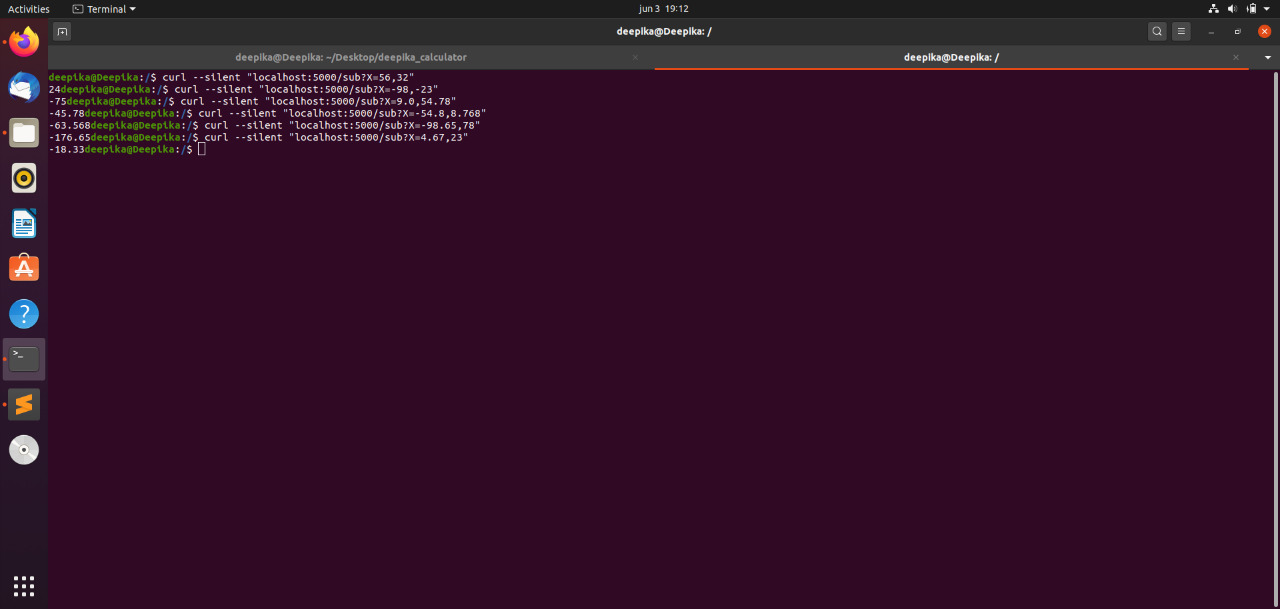 Activities Terminal jun 3 19:12
deepika@Deepika: /
deepika@Deepika: ~/Desktop/deepika_calculator deepika@Deepika: /
deepika@Deepika:/$ curl --silent "localhost:5000/sub?X=56,32"
24deepika@Deepika:/$ curl --silent "localhost:5000/sub?X=-98,-23"
-75deepika@Deepika:/$ curl --silent "localhost:5000/sub?X=9.0,54.78"
-45.78deepika@Deepika:/$ curl --silent "localhost:5000/sub?X=-54.8,8.768"
-63.568deepika@Deepika:/$ curl --silent "localhost:5000/sub?X=-98.65,78"
-176.65deepika@Deepika:/$ curl --silent "localhost:5000/sub?X=4.67,23"
-18.33deepika@Deepika:/$